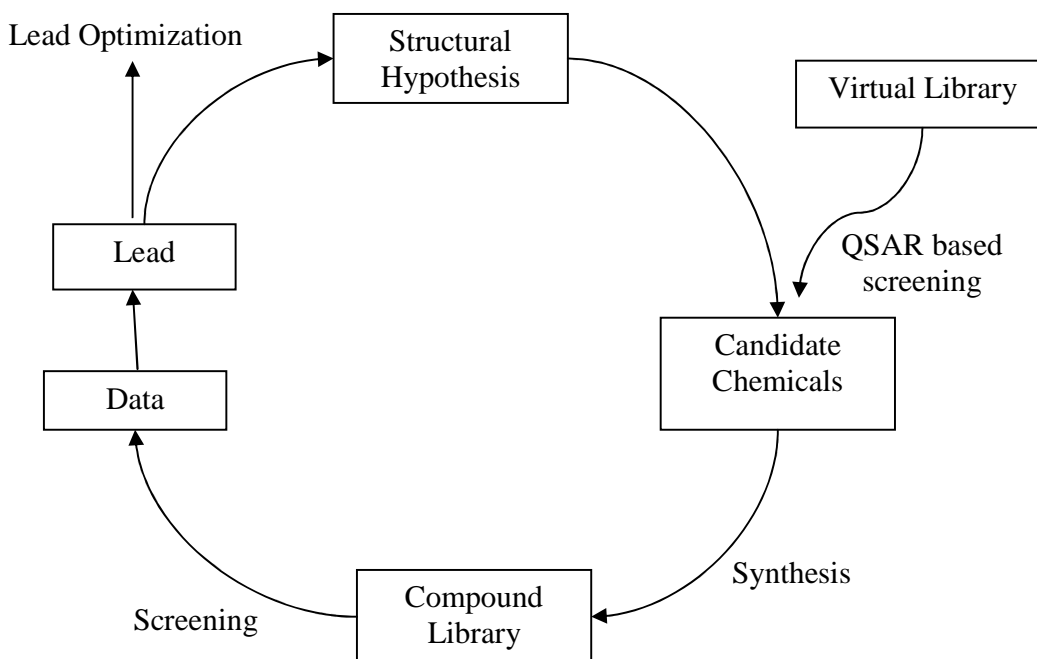 Lead Optimization
Structural
Hypothesis
Virtual Library
Lead
QSAR based
screening
Candidate
Chemicals
Data
Synthesis
Compound
Library
Screening